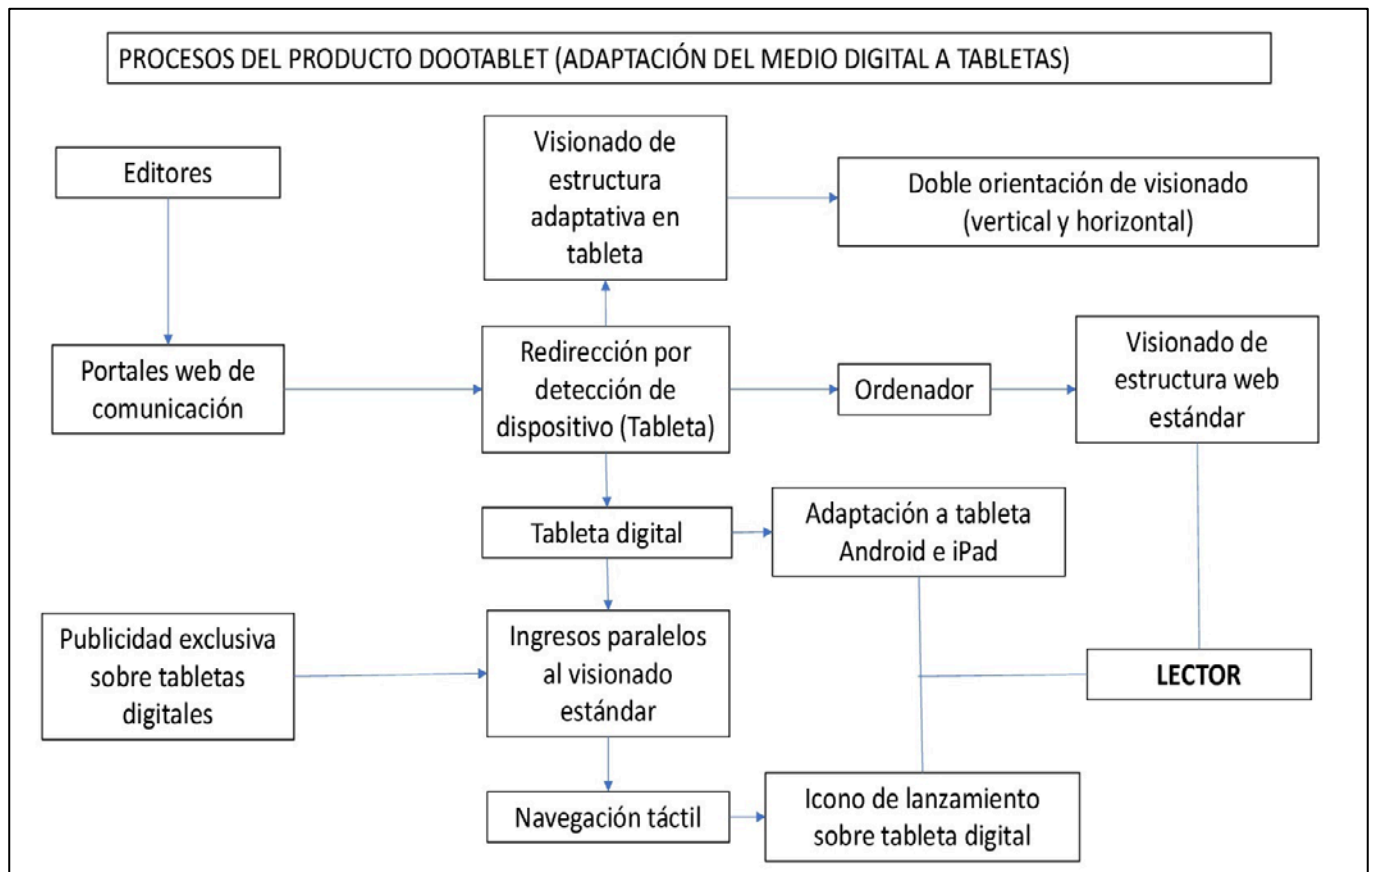 PROCESOS DEL PRODUCTO DOOTABLET (ADAPTACIÓN DEL MEDIO DIGITAL A TABLETAS)
Editores
Visionado de
estructura
adaptativa en
tableta
Doble orientación de visionado
(vertical y horizontal)
Portales web de
comunicación
Redirección por
detección de
dispositivo (Tableta)
Ordenador
Visionado de
estructura web
estándar
Tableta digital
Adaptación a tableta
Android e iPad
Publicidad exclusiva
sobre tabletas
digitales
Ingresos paralelos
al visionado
estándar
LECTOR
Navegación táctil
Icono de lanzamiento
sobre tableta digital